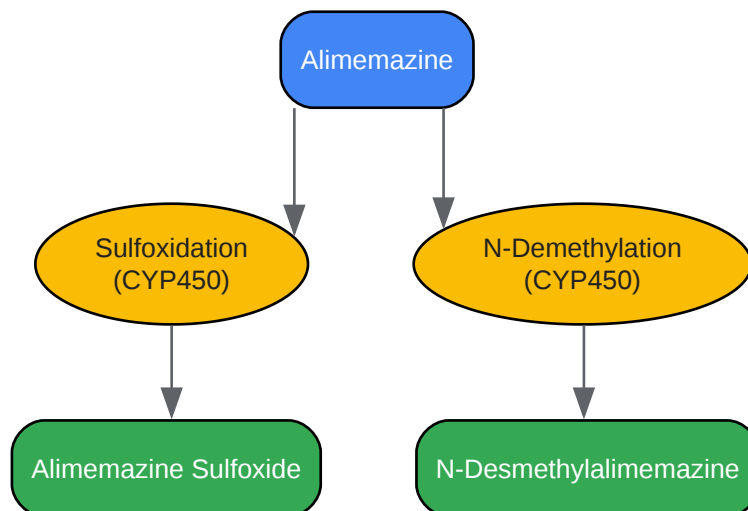 Alimemazine
Sulfoxidation
(CYP450)
N-Demethylation
(CYP450)
Alimemazine Sulfoxide
N-Desmethylalimemazine